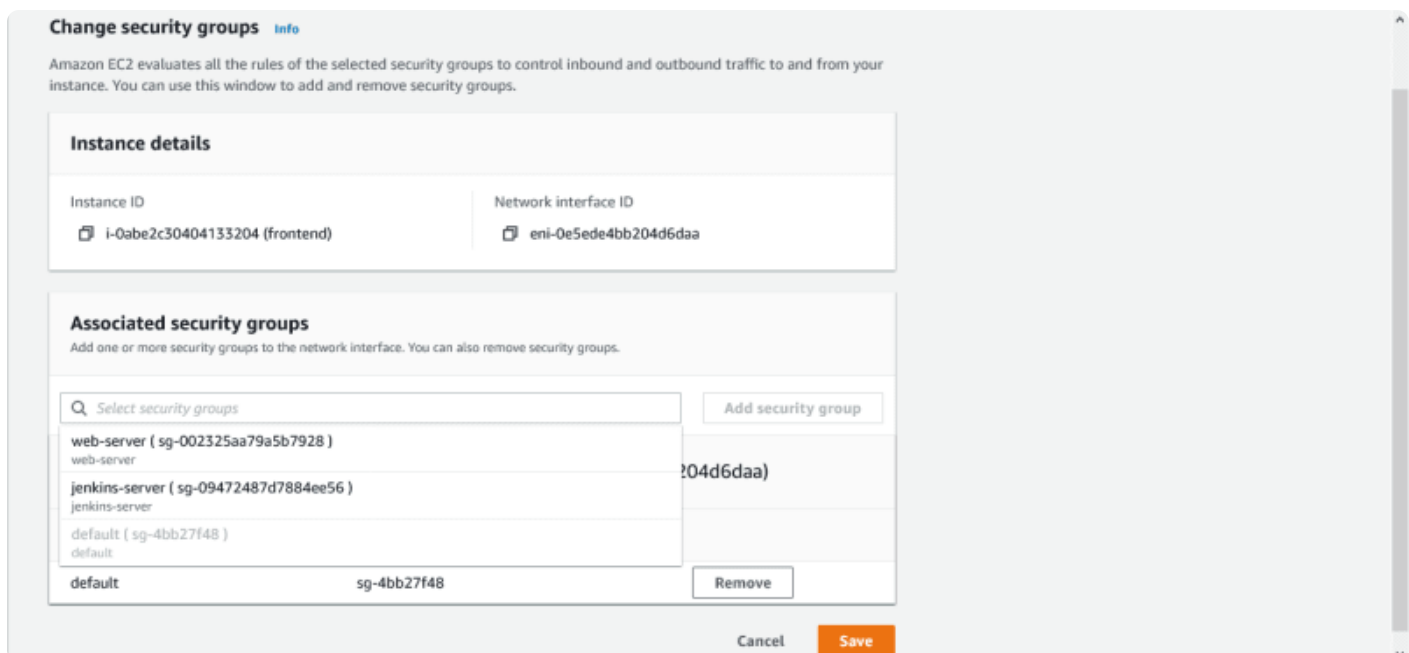 Change security groups Info
Amazon EC2 evaluates all the rules of the selected security groups to control inbound and outbound traffic to and from your
instance. You can use this window to add and remove security groups.
Instance details
Instance ID
i-0abe2c30404133204 (frontend)
Network interface ID
eni-0e5ede4bb204d6daa
Associated security groups
Add one or more security groups to the network interface. You can also remove security groups.
Select security groups
Add security group
web-server ( sg-002325aa79a5b7928 )
web-server
204d6daa)
jenkins-server ( sg-09472487d7884ee56 )
jenkins-server
default ( sg-4bb27f48 )
default
default sg-4bb27f48 Remove
Cancel Save